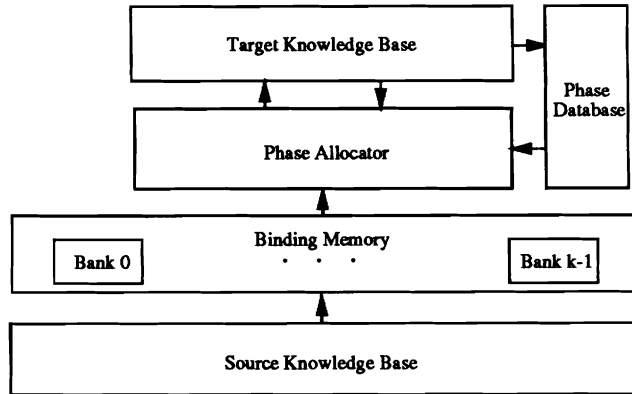 Target Knowledge Base
Phase
Database
Phase Allocator
Binding Memory
Bank 0
. . .
Bank k-1
Source Knowledge Base